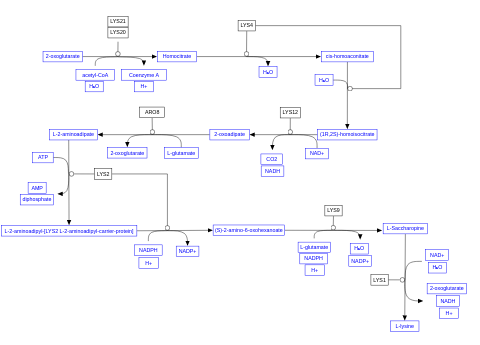 LYS21
LYS20
LYS4
2-oxoglutarate
Homocitrate
cis-homoaconitate
acetyl-CoA
Coenzyme A
H₂O
H₂O
H+
H₂O
ARO8
LYS12
L-2-aminoadipate
2-oxoadipate
(1R,2S)-homoisocitrate
2-oxoglutarate
L-glutamate
NAD+
CO2
NADH
ATP
LYS2
AMP
diphosphate
LYS9
L-2-aminoadipyl-[LYS2 L-2-aminoadipyl-carrier-protein]
(S)-2-amino-6-oxohexanoate
L-Saccharopine
NADPH
NADP+
H+
L-glutamate
H₂O
NADPH
NADP+
H+
NAD+
H₂O
LYS1
2-oxoglutarate
NADH
H+
L-lysine